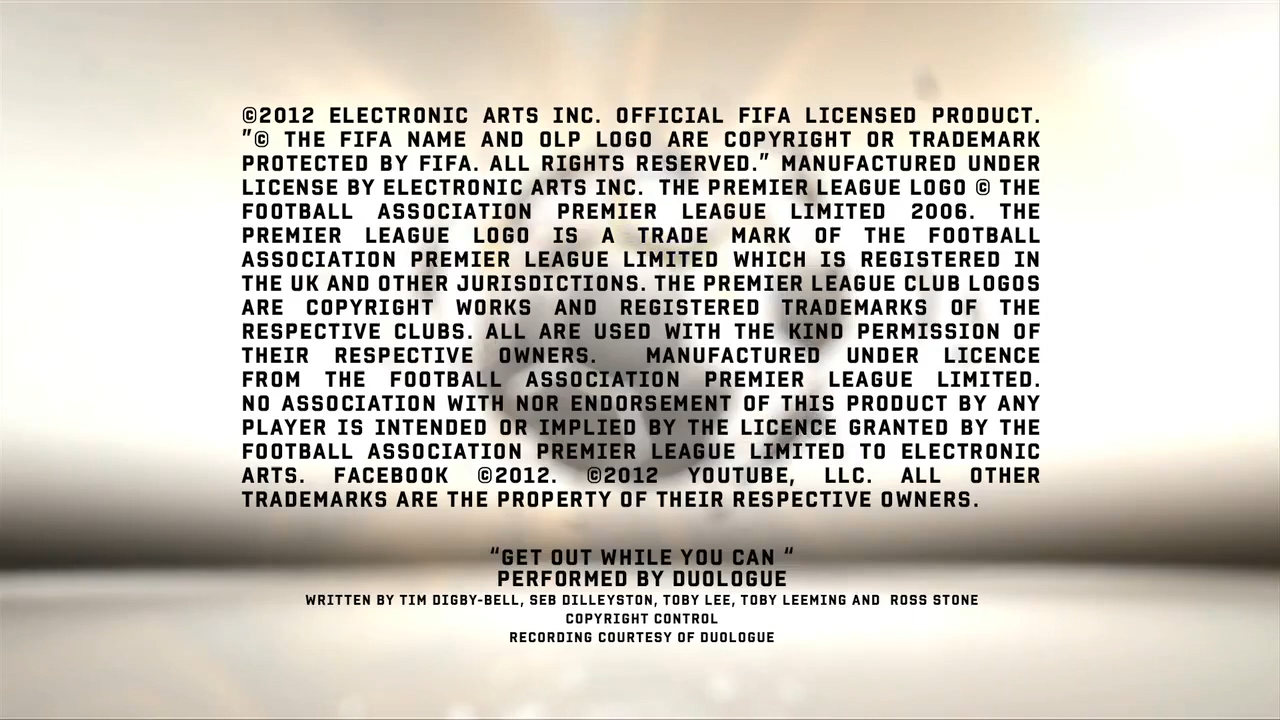 ©2012 ELECTRONIC ARTS INC. OFFICIAL FIFA LICENSED PRODUCT.
"© THE FIFA NAME AND OLP LOGO ARE COPYRIGHT OR TRADEMARK
PROTECTED BY FIFA. ALL RIGHTS RESERVED." MANUFACTURED UNDER
LICENSE BY ELECTRONIC ARTS INC. THE PREMIER LEAGUE LOGO © THE
FOOTBALL ASSOCIATION PREMIER LEAGUE LIMITED 2006. THE
PREMIER LEAGUE LOGO IS A TRADE MARK OF THE FOOTBALL
ASSOCIATION PREMIER LEAGUE LIMITED WHICH IS REGISTERED IN
THE UK AND OTHER JURISDICTIONS. THE PREMIER LEAGUE CLUB LOGOS
ARE COPYRIGHT WORKS AND REGISTERED TRADEMARKS OF THE
RESPECTIVE CLUBS. ALL ARE USED WITH THE KIND PERMISSION OF
THEIR RESPECTIVE OWNERS. MANUFACTURED UNDER LICENCE
FROM THE FOOTBALL ASSOCIATION PREMIER LEAGUE LIMITED.
NO ASSOCIATION WITH NOR ENDORSEMENT OF THIS PRODUCT BY ANY
PLAYER IS INTENDED OR IMPLIED BY THE LICENCE GRANTED BY THE
FOOTBALL ASSOCIATION PREMIER LEAGUE LIMITED TO ELECTRONIC
ARTS. FACEBOOK ©2012. ©2012 YOUTUBE, LLC. ALL OTHER
TRADEMARKS ARE THE PROPERTY OF THEIR RESPECTIVE OWNERS.
“GET OUT WHILE YOU CAN “
PERFORMED BY DUOLOGUE
WRITTEN BY TIM DIGBY-BELL, SEB DILLEYSTON, TOBY LEE, TOBY LEEMING AND ROSS STONE
COPYRIGHT CONTROL
RECORDING COURTESY OF DUOLOGUE